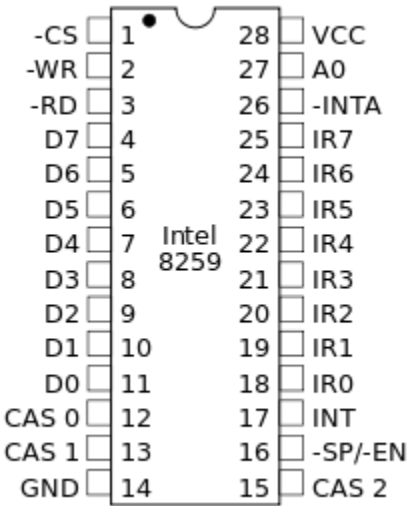 -CS 1 28 VCC
-WR 2 27 A0
-RD 3 26 -INTA
D7 4 25 IR7
D6 5 24 IR6
D5 6 23 IR5
D4 7 Intel 22 IR4
8259
D3 8 21 IR3
D2 9 20 IR2
D1 10 19 IR1
D0 11 18 IR0
CAS 0 12 17 INT
CAS 1 13 16 -SP/-EN
GND 14 15 CAS 2